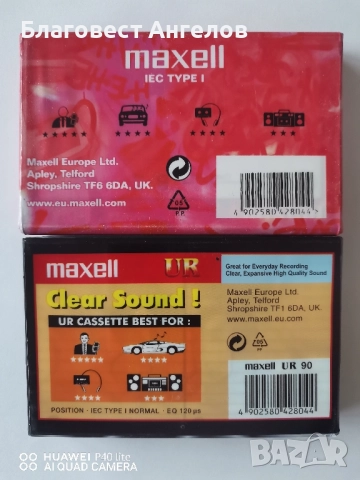 Благовест Ангелов
maxell
IEC TYPE I
★★★★★ ★★★★ ★★★★ ★★★★
Maxell Europe Ltd.
Apley, Telford
Shropshire TF6 6DA, UK.
www.eu.maxell.com
05
P.P.
4 902580 428044
maxell UR
Clear Sound !
UR CASSETTE BEST FOR :
★★★★★ ★★★★
★★★★ ★★★★
POSITION · IEC TYPE I NORMAL · EQ 120 µs
Great for Everyday Recording
Clear, Expansive High Quality Sound
Maxell Europe Ltd.
Apley, Telford
Shropshire TF1 6DA, UK.
www.maxell.eu
05
PP
maxell UR 90
4 902580 428044
HUAWEI P40 lite
AI QUAD CAMERA
BAZAR